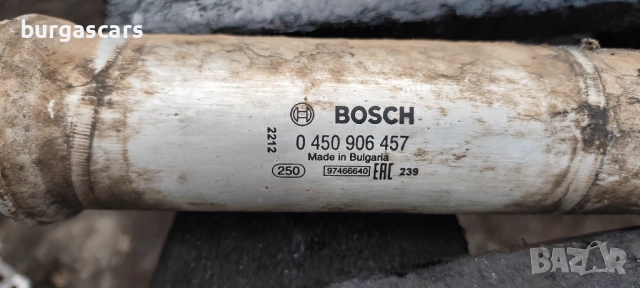 burgascars
BOSCH
2212
0 450 906 457
Made in Bulgaria
250
97466640
EAC
239
BAZAR